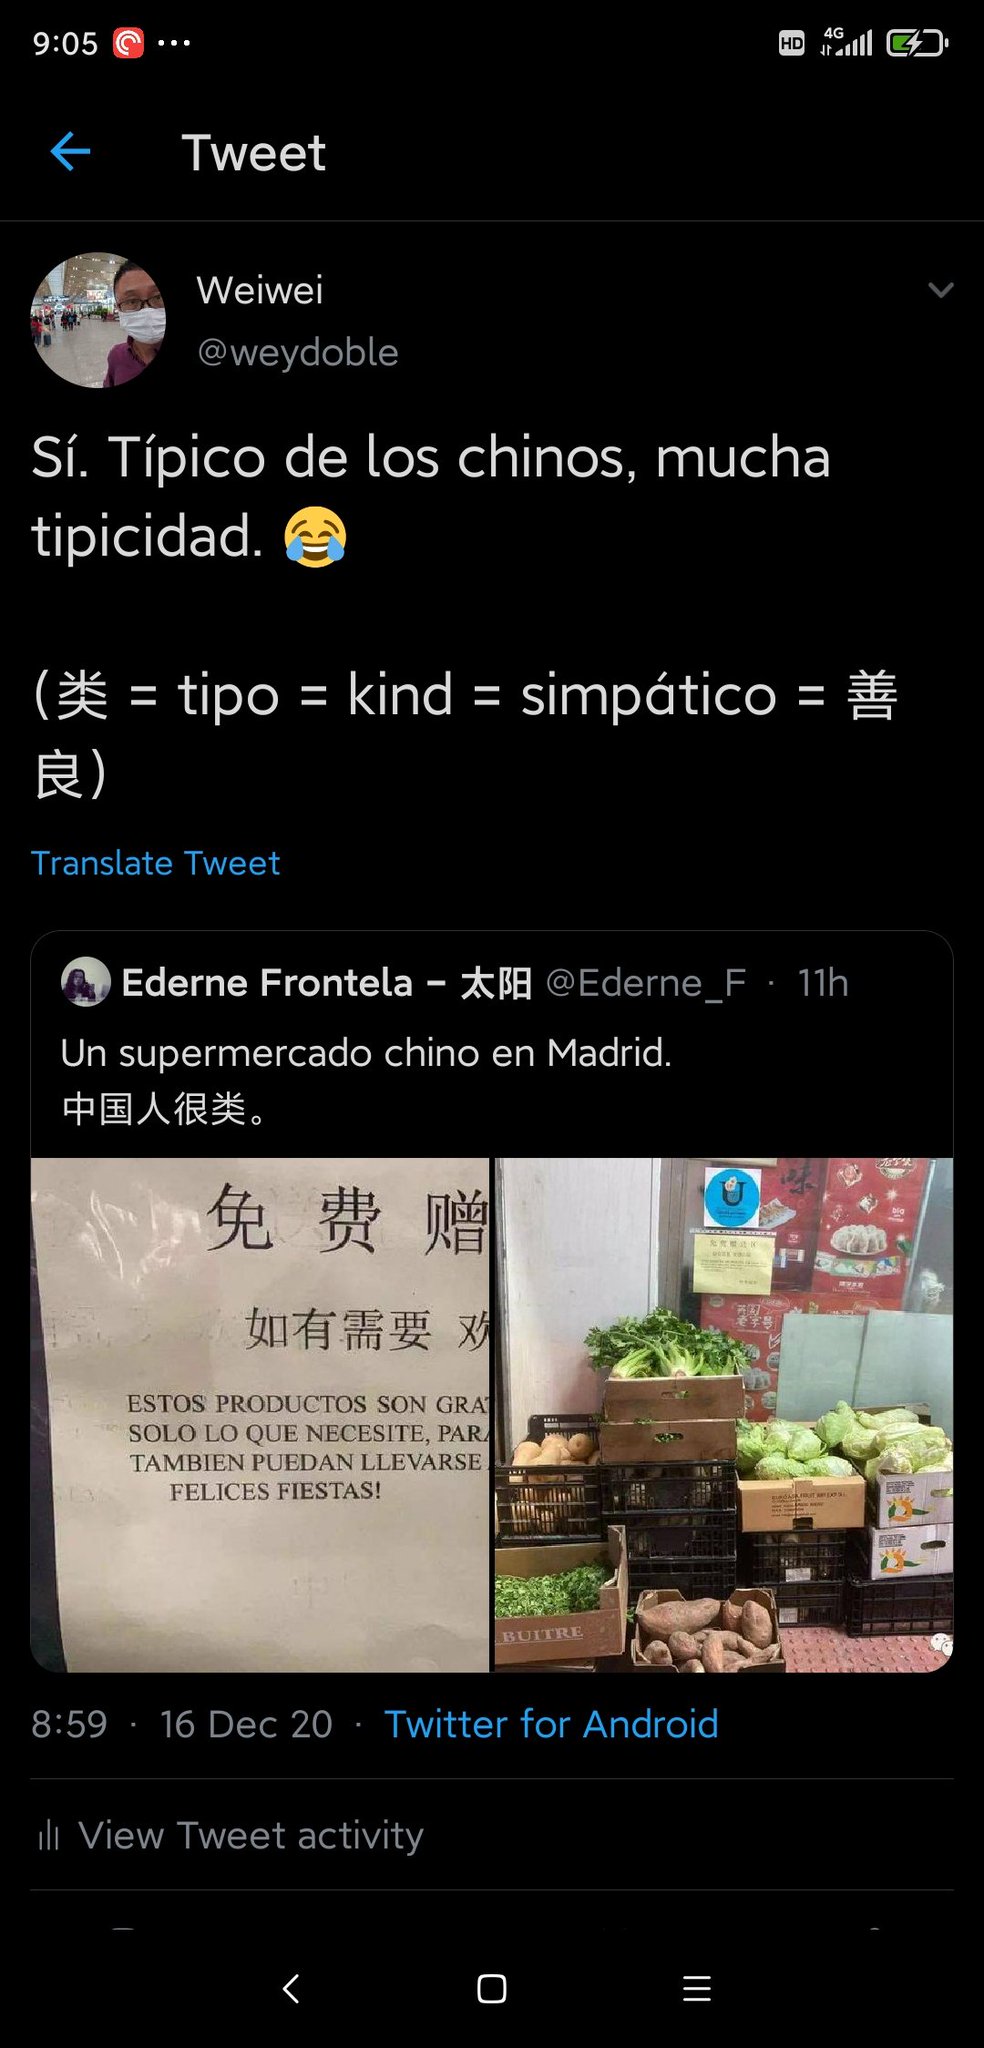 9:05
HD 4G
Tweet
Weiwei
@weydoble
Sí. Típico de los chinos, mucha
tipicidad. 😂
(类 = tipo = kind = simpático = 善
良)
Translate Tweet
Ederne Frontela - 太阳 @Ederne_F · 11h
Un supermercado chino en Madrid.
中国人很类。
免 费 赠
如有需要
ESTOS PRODUCTOS SON GRA
SOLO LO QUE NECESITE, PAR
TAMBIEN PUEDAN LLEVARSE
FELICES FIESTAS!
味
BUITRE
8:59 · 16 Dec 20 · Twitter for Android
View Tweet activity